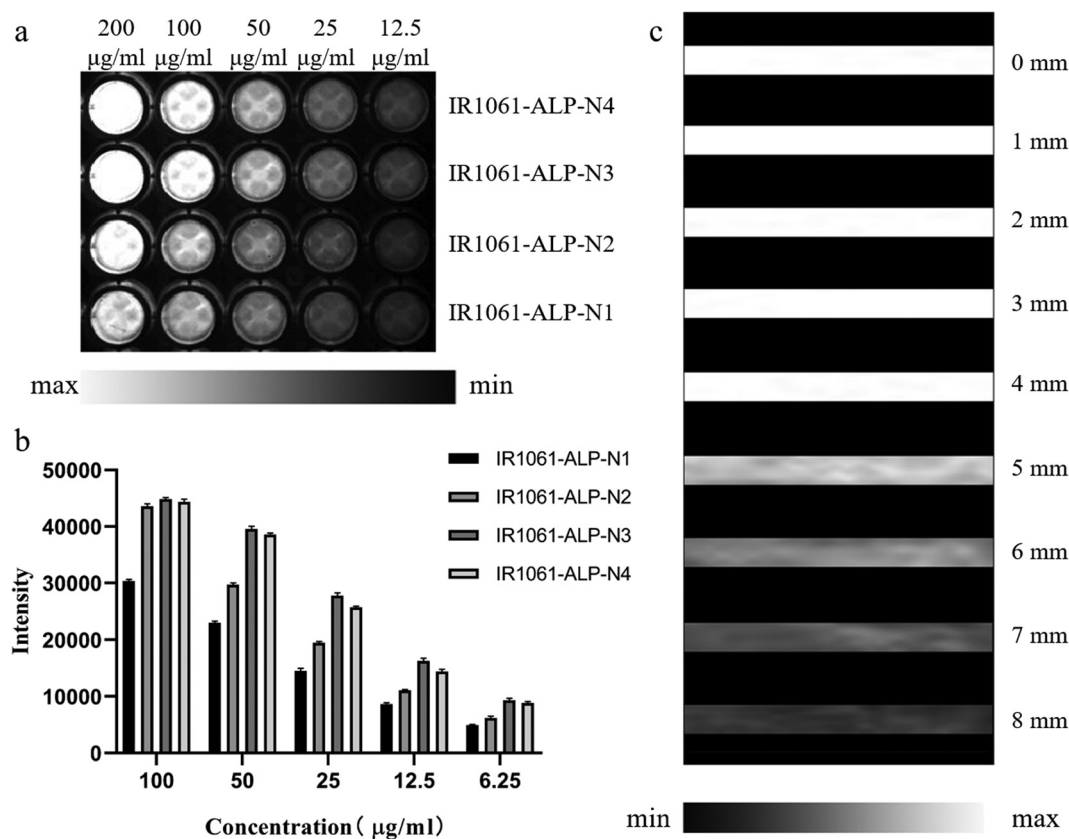 a
200 100 50 25 12.5
μg/ml μg/ml μg/ml μg/ml μg/ml
IR1061-ALP-N4
IR1061-ALP-N3
IR1061-ALP-N2
IR1061-ALP-N1
max min
b
50000
40000
30000
20000
10000
0
Intensity
IR1061-ALP-N1
IR1061-ALP-N2
IR1061-ALP-N3
IR1061-ALP-N4
100 50 25 12.5 6.25
Concentration( μg/ml)
c
0 mm
1 mm
2 mm
3 mm
4 mm
5 mm
6 mm
7 mm
8 mm
min max